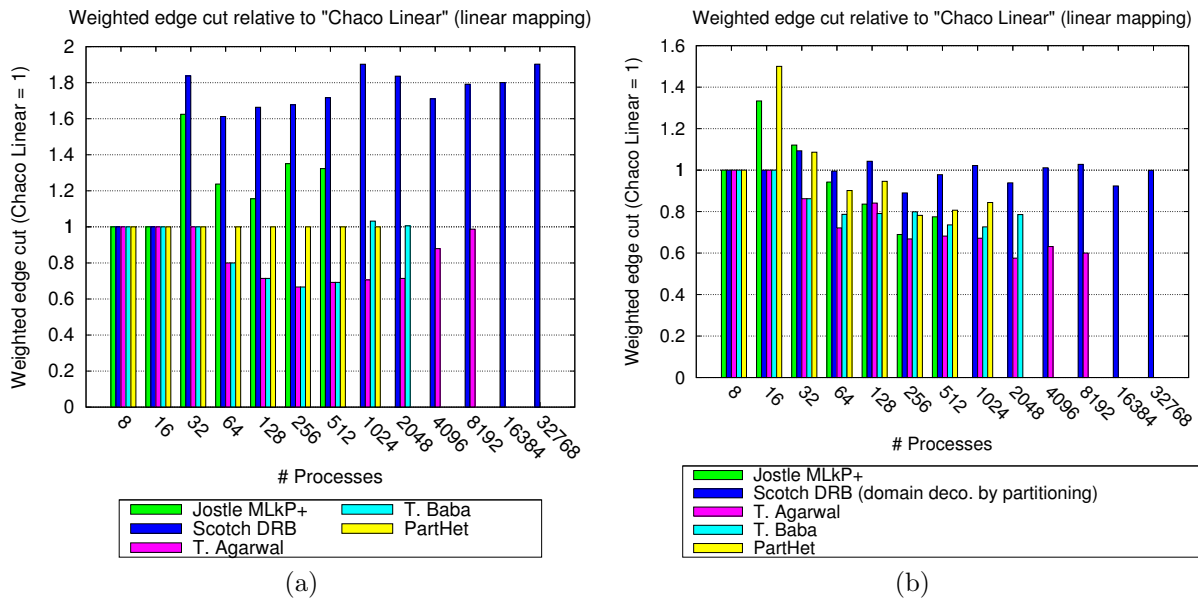 Weighted edge cut relative to "Chaco Linear" (linear mapping)
Weighted edge cut (Chaco Linear = 1)
2
1.8
1.6
1.4
1.2
1
0.8
0.6
0.4
0.2
0
8 16 32 64 128 256 512 1024 2048 4096 8192 16384 32768
# Processes
Jostle MLkP+
Scotch DRB
T. Agarwal
T. Baba
PartHet
(a)
Weighted edge cut relative to "Chaco Linear" (linear mapping)
Weighted edge cut (Chaco Linear = 1)
1.6
1.4
1.2
1
0.8
0.6
0.4
0.2
0
8 16 32 64 128 256 512 1024 2048 4096 8192 16384 32768
# Processes
Jostle MLkP+
Scotch DRB (domain deco. by partitioning)
T. Agarwal
T. Baba
PartHet
(b)